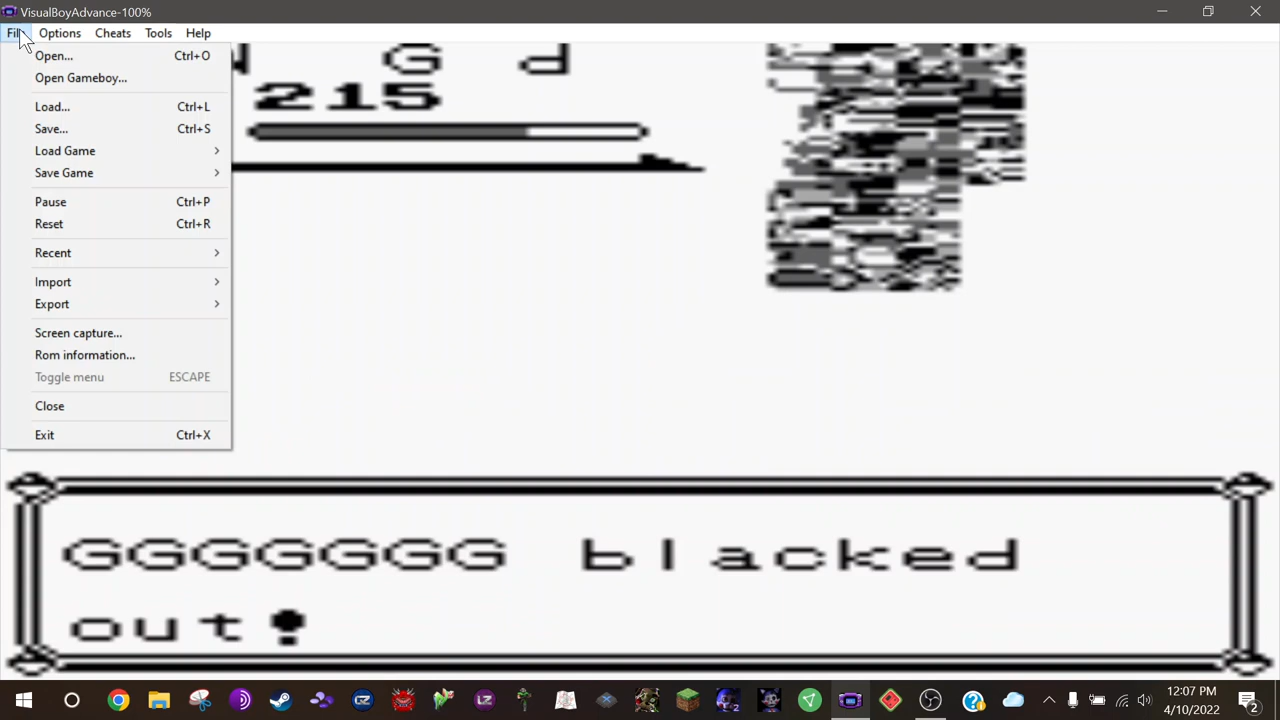 VisualBoyAdvance-100%
File Options Cheats Tools Help
Open... Ctrl+O
Open Gameboy...
Load... Ctrl+L
Save... Ctrl+S
Load Game
Save Game
Pause Ctrl+P
Reset Ctrl+R
Recent
Import
Export
Screen capture...
Rom information...
Toggle menu ESCAPE
Close
Exit Ctrl+X
G d
215
GGGGGGG blacked
out!
12:07 PM
4/10/2022
2